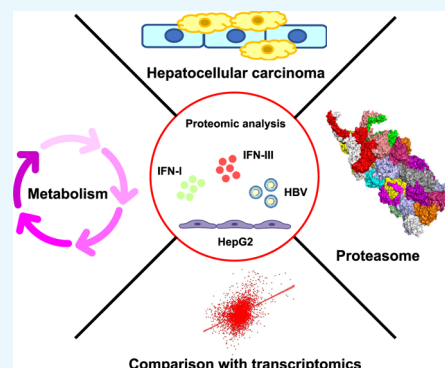 Hepatocellular carcinoma
Proteomic analysis
IFN-III
IFN-I
HBV
HepG2
Metabolism
Proteasome
Comparison with transcriptomics